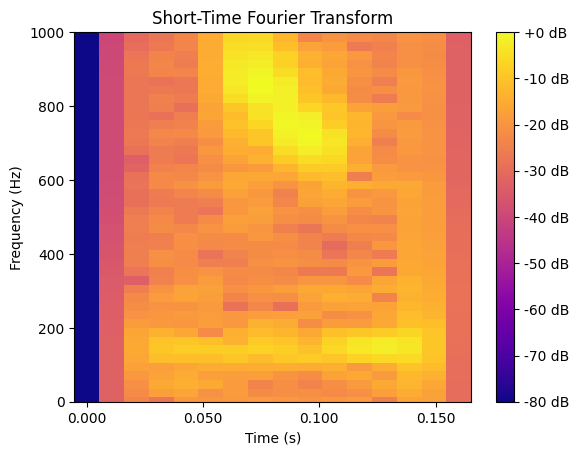 Short-Time Fourier Transform
Frequency (Hz)
1000
800
600
400
200
0
0.000
0.050
0.100
0.150
Time (s)
+0 dB
-10 dB
-20 dB
-30 dB
-40 dB
-50 dB
-60 dB
-70 dB
-80 dB